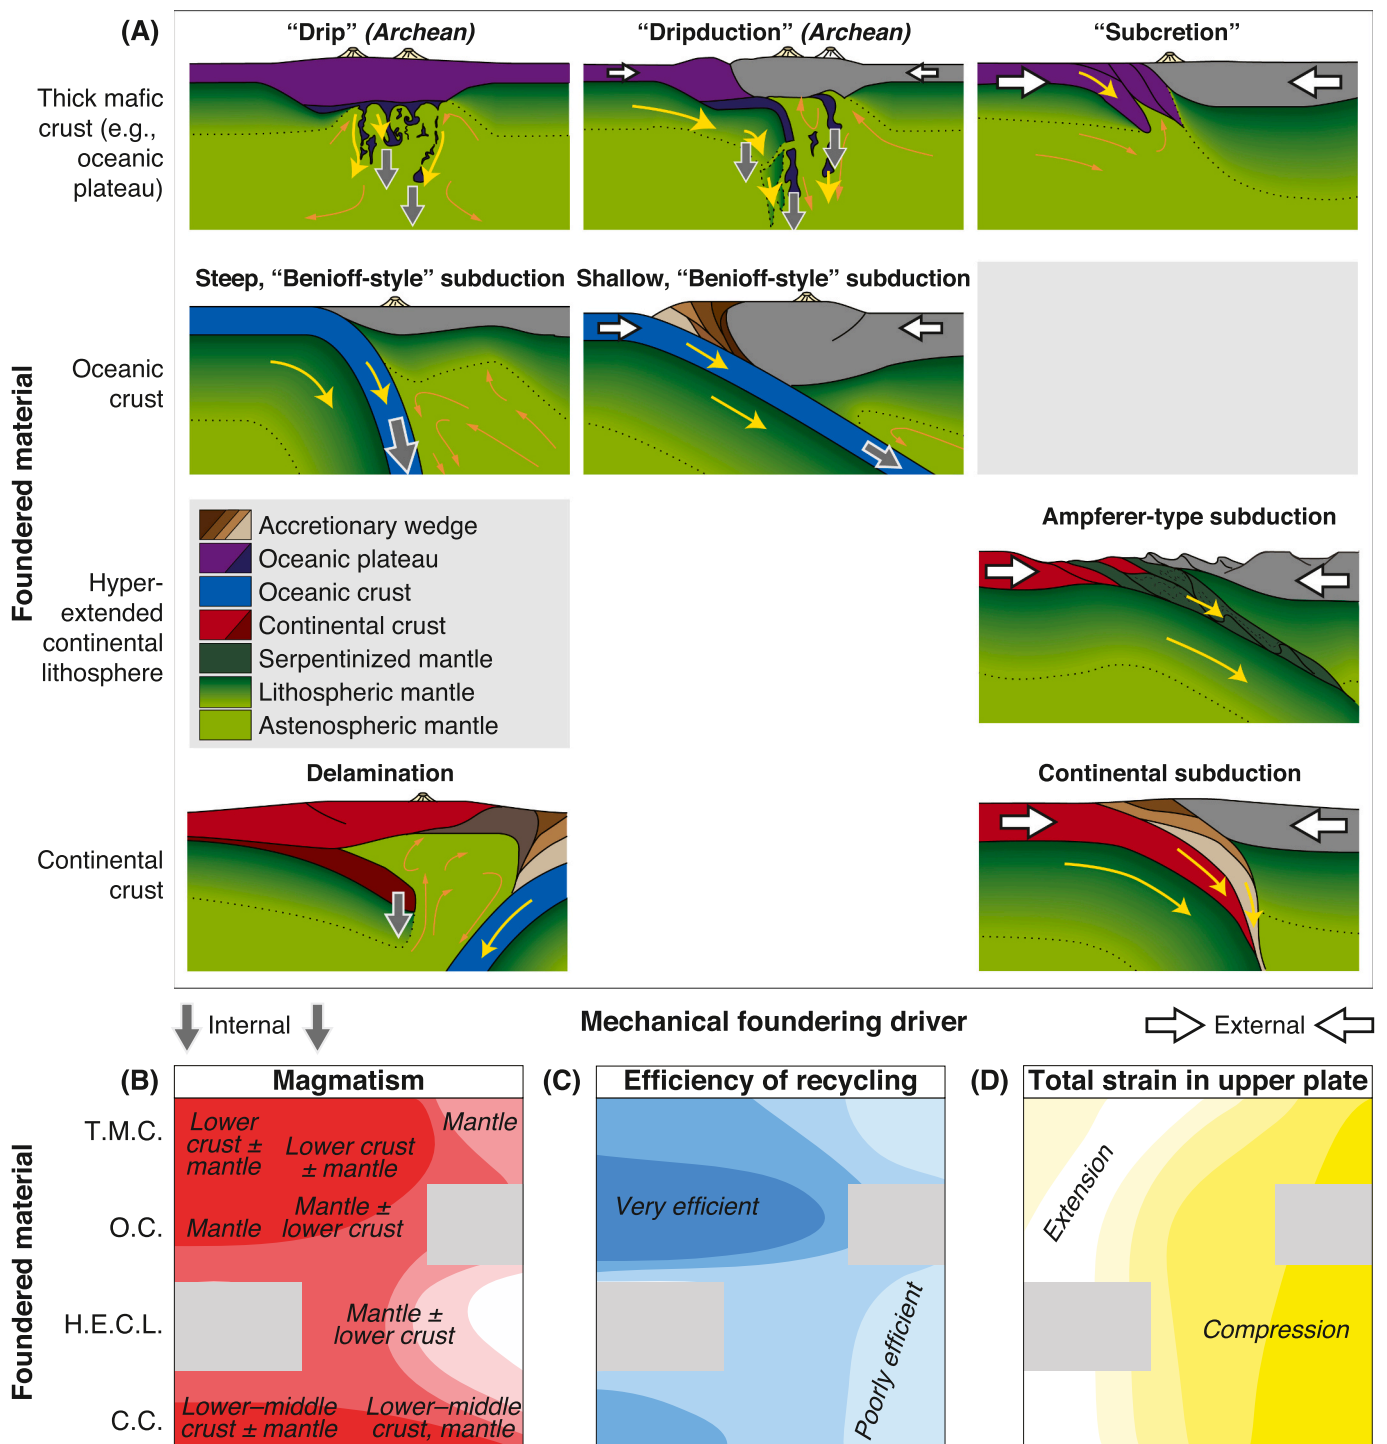 (A)
“Drip” (Archean)
“Dripduction” (Archean)
“Subcretion”
Thick mafic
crust (e.g.,
oceanic
plateau)
Steep, “Benioff-style” subduction
Shallow, “Benioff-style” subduction
Oceanic
crust
Foundered material
Accretionary wedge
Oceanic plateau
Oceanic crust
Continental crust
Serpentinized mantle
Lithospheric mantle
Astenospheric mantle
Ampferer-type subduction
Hyper-
extended
continental
lithosphere
Delamination
Continental subduction
Continental
crust
Internal
Mechanical foundering driver
External
(B)
Magmatism
(C)
Efficiency of recycling
(D)
Total strain in upper plate
Foundered material
T.M.C.
O.C.
H.E.C.L.
C.C.
Lower
crust ±
mantle
Lower crust
± mantle
Mantle
Mantle
Mantle ±
lower crust
Mantle ±
lower crust
Lower–middle
crust ± mantle
Lower–middle
crust, mantle
Very efficient
Poorly efficient
Extension
Compression